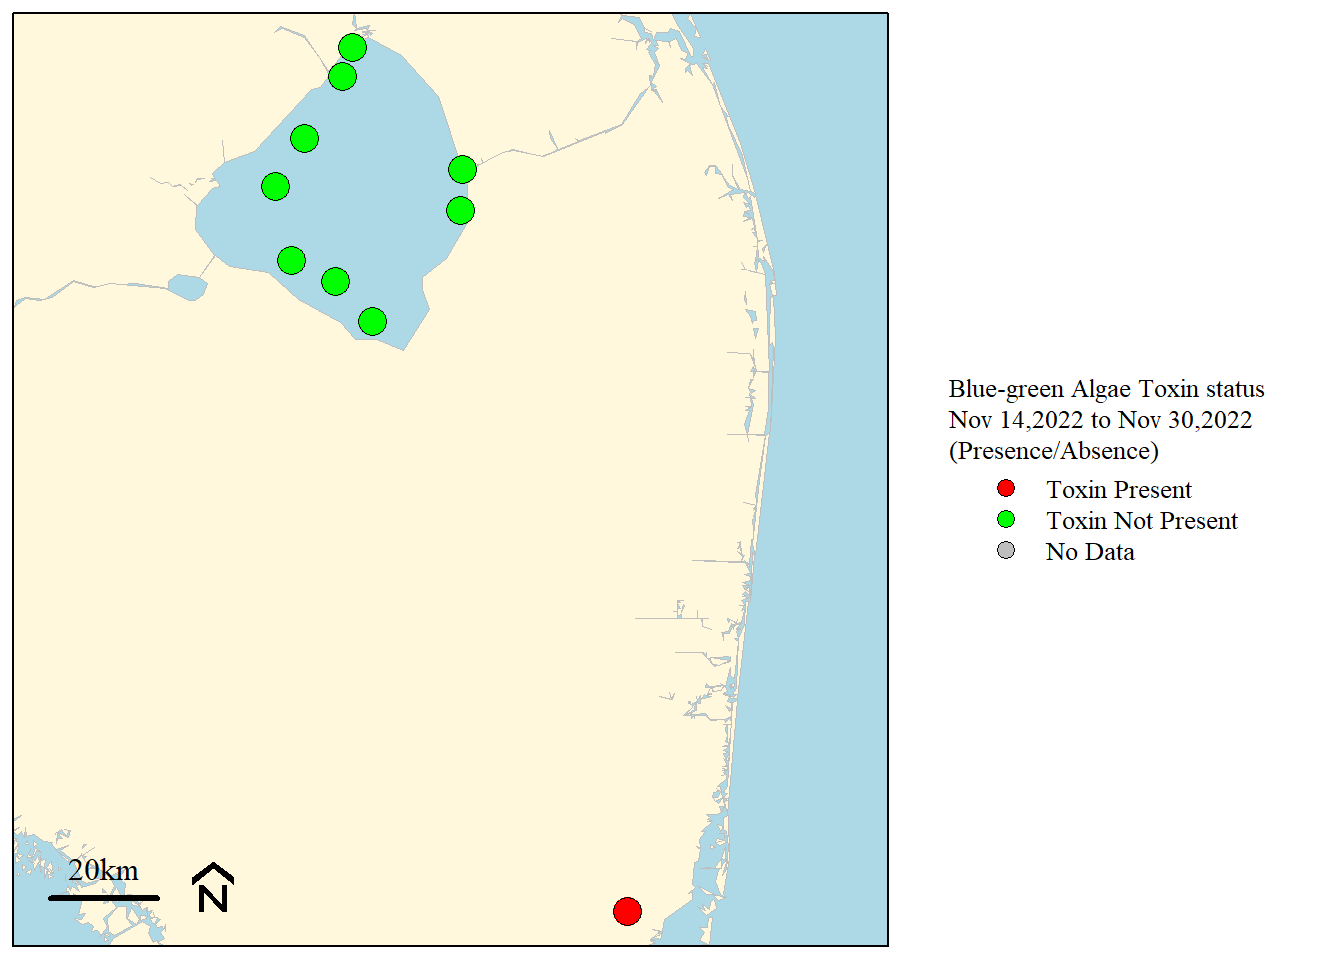 Blue-green Algae Toxin status
Nov 14,2022 to Nov 30,2022
(Presence/Absence)
Toxin Present
Toxin Not Present
No Data
20km
N